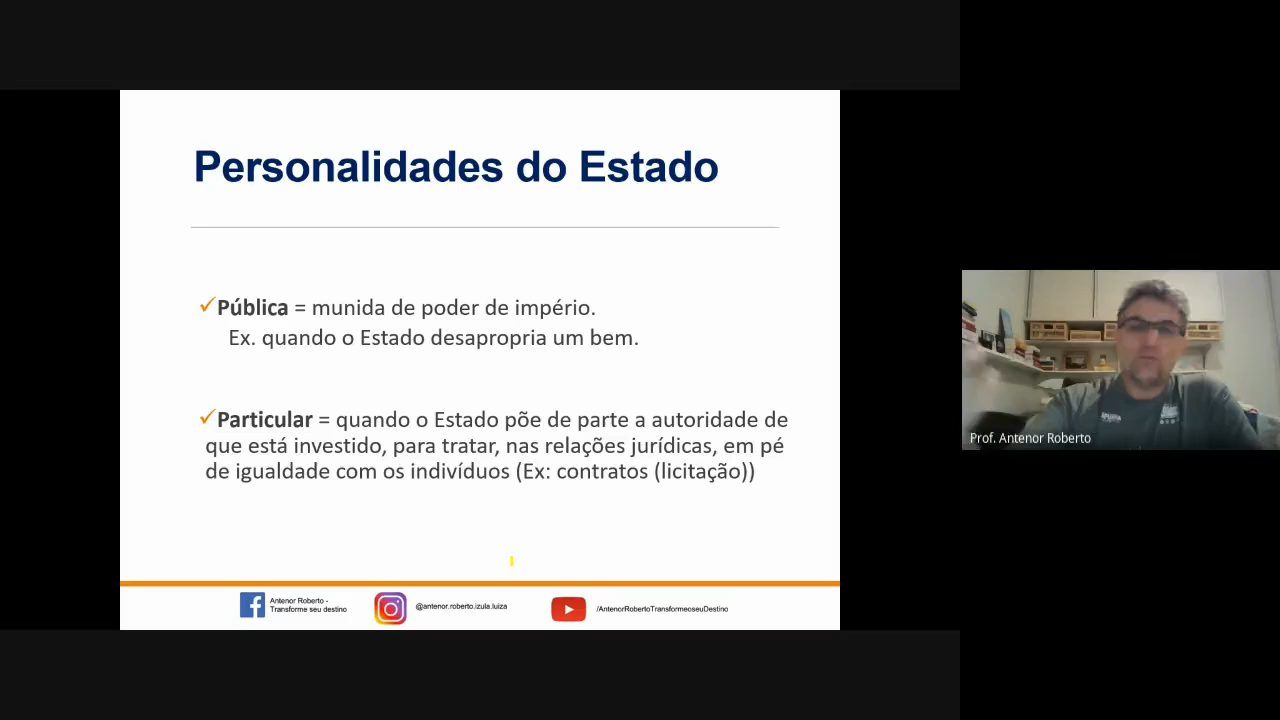 Personalidades do Estado
✓Pública = munida de poder de império.
Ex. quando o Estado desapropria um bem.
✓Particular = quando o Estado põe de parte a autoridade de
que está investido, para tratar, nas relações jurídicas, em pé
de igualdade com os indivíduos (Ex: contratos (licitação))
Antenor Roberto -
Transforme seu destino
@antenor.roberto.izula.luiza
/AntenorRobertoTransformeoseuDestino
Prof. Antenor Roberto